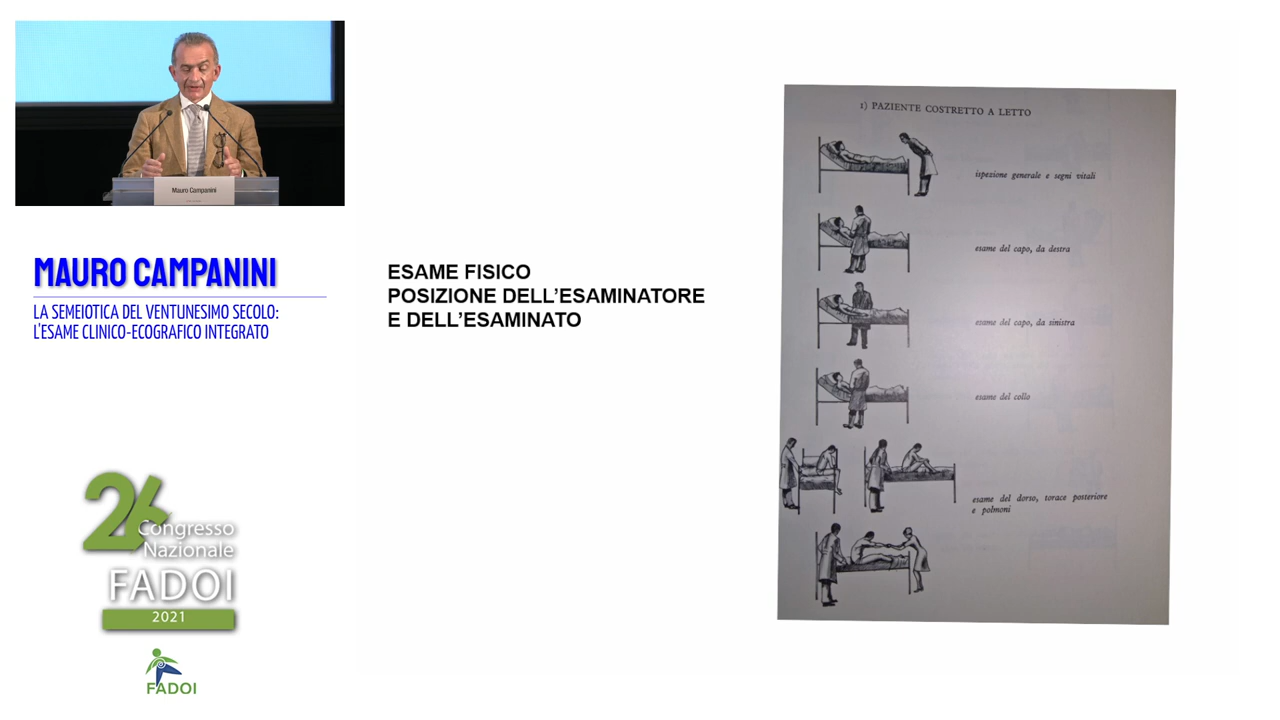 Mauro Campanini
MAURO CAMPANINI
LA SEMEIOTICA DEL VENTUNESIMO SECOLO:
L'ESAME CLINICO-ECOGRAFICO INTEGRATO
26
Congresso
Nazionale
FADOI
2021
FADOI
ESAME FISICO
POSIZIONE DELL'ESAMINATORE
E DELL'ESAMINATO
1) PAZIENTE COSTRETTO A LETTO
ispezione generale e segni vitali
esame del capo, da destra
esame del capo, da sinistra
esame del collo
esame del dorso, torace posteriore
e polmoni